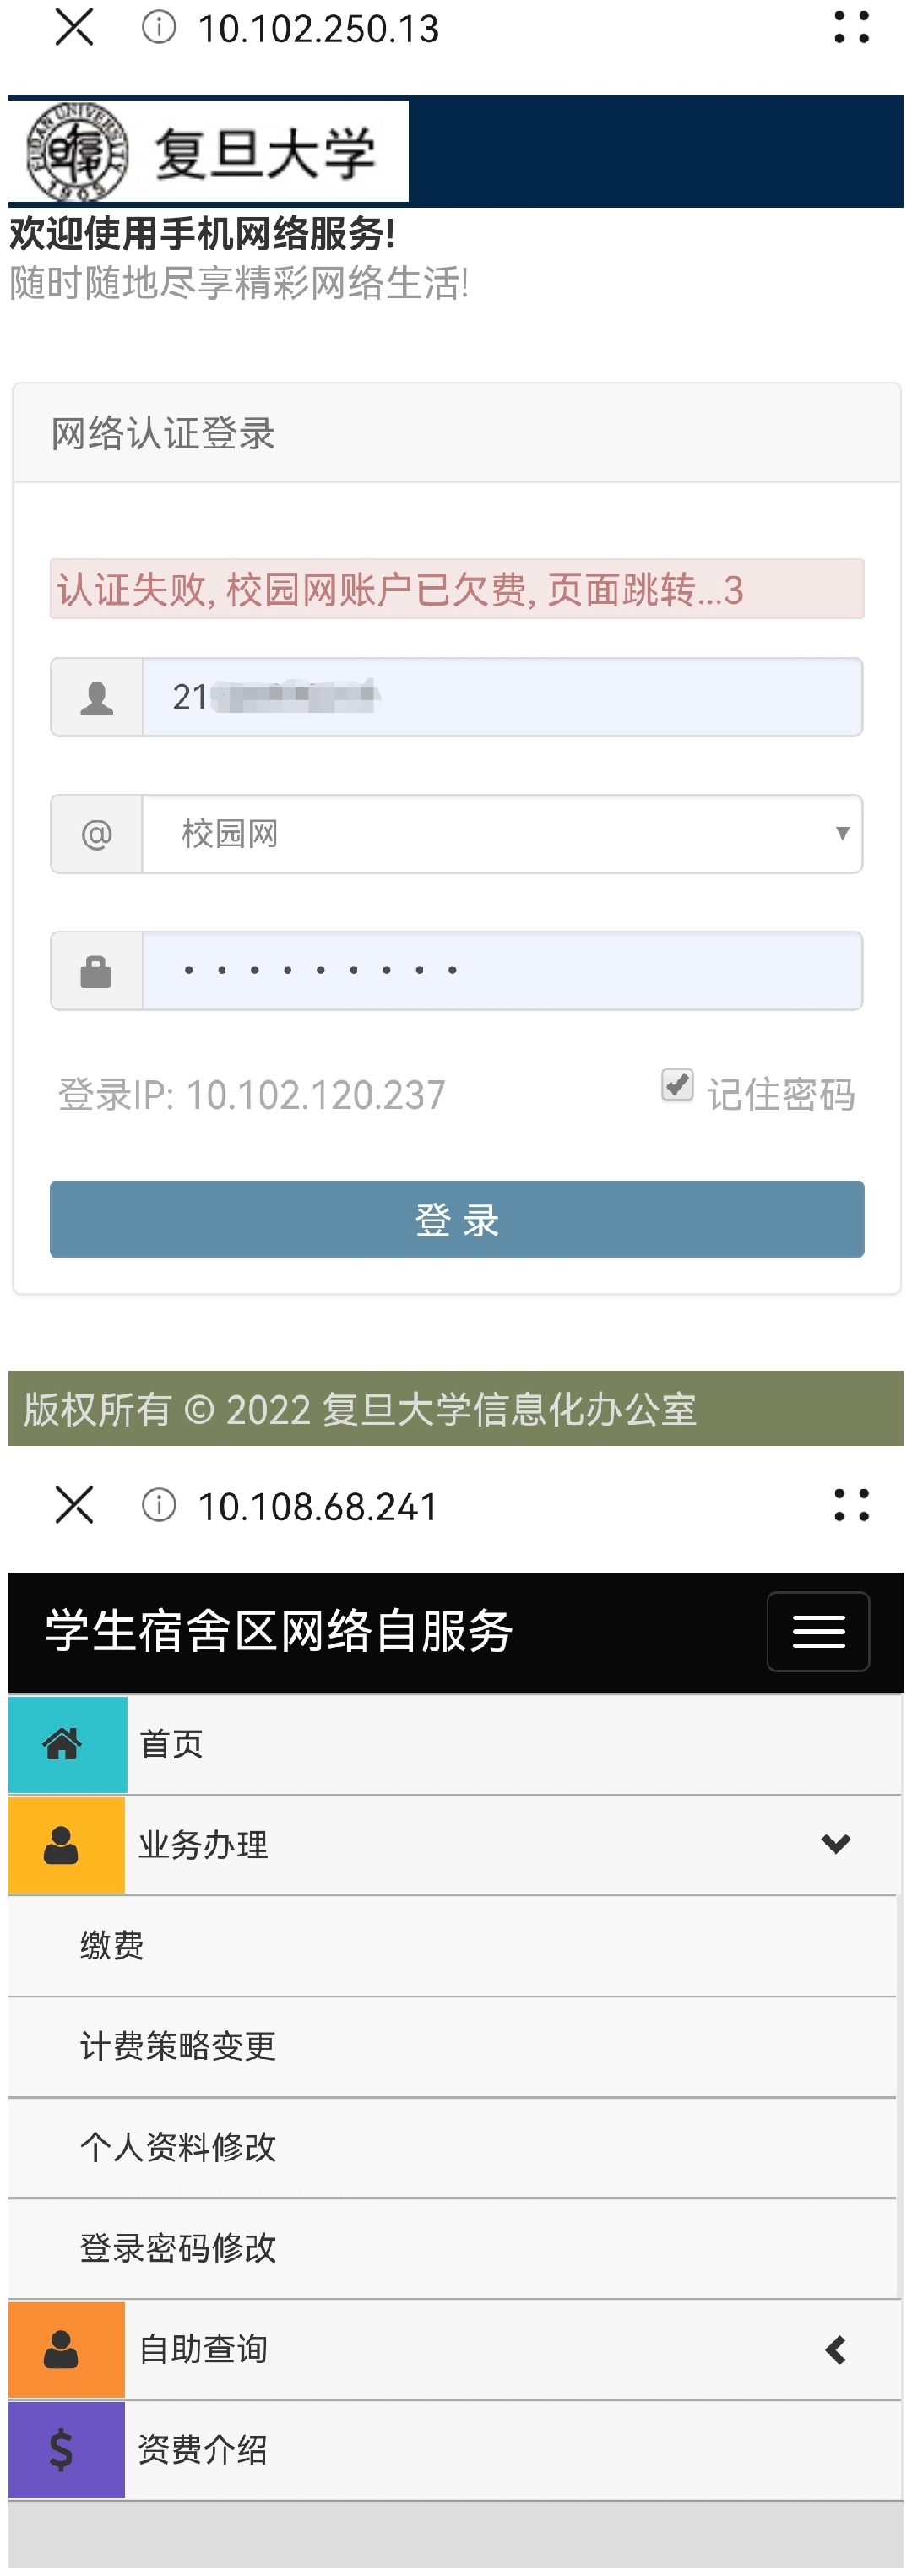 10.102.250.13
FUDAN UNIVERSITY
1905
复旦大学
欢迎使用手机网络服务!
随时随地尽享精彩网络生活!
网络认证登录
认证失败, 校园网账户已欠费, 页面跳转...3
21
@ 校园网
登录IP: 10.102.120.237 记住密码
登 录
版权所有 © 2022 复旦大学信息化办公室
10.108.68.241
学生宿舍区网络自服务
首页
业务办理
缴费
计费策略变更
个人资料修改
登录密码修改
自助查询
$ 资费介绍